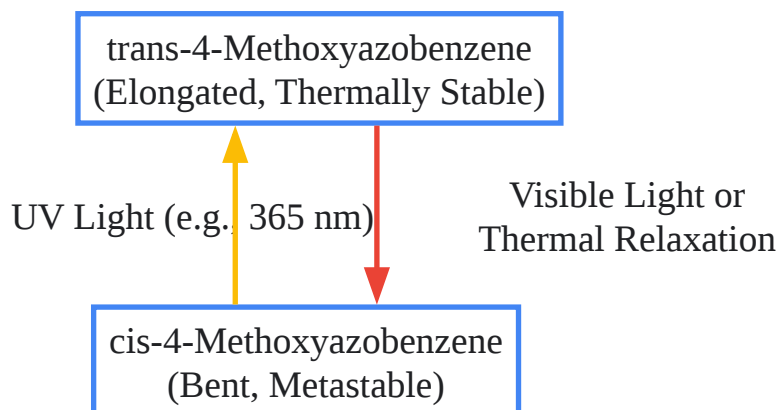 trans-4-Methoxyazobenzene
(Elongated, Thermally Stable)
UV Light (e.g., 365 nm)
Visible Light or
Thermal Relaxation
cis-4-Methoxyazobenzene
(Bent, Metastable)